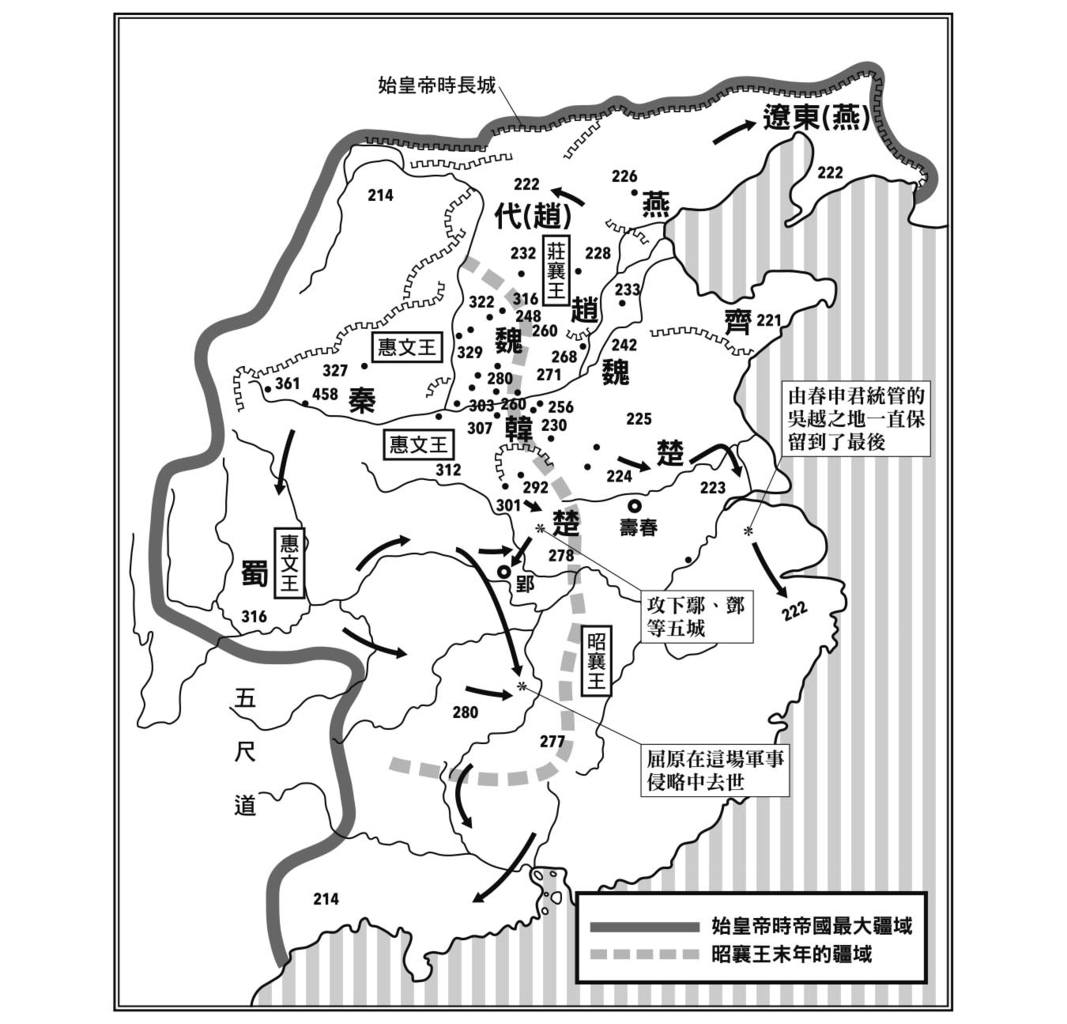 始皇帝時長城
遼東(燕)
222
214
222
226
燕
代(趙)
232
莊襄王
228
233
322
316
248
趙
齊
221
惠文王
329
魏
260
268
242
魏
327
361
458
秦
280
271
303
260
256
307
韓
230
225
由春申君統管的
吳越之地一直保
留到了最後
惠文王
312
楚
224
223
292
301
楚
壽春
278
郢
蜀
惠文王
316
攻下鄢、鄧
等五城
222
昭襄王
五
尺
道
280
277
屈原在這場軍事
侵略中去世
214
始皇帝時帝國最大疆域
昭襄王末年的疆域